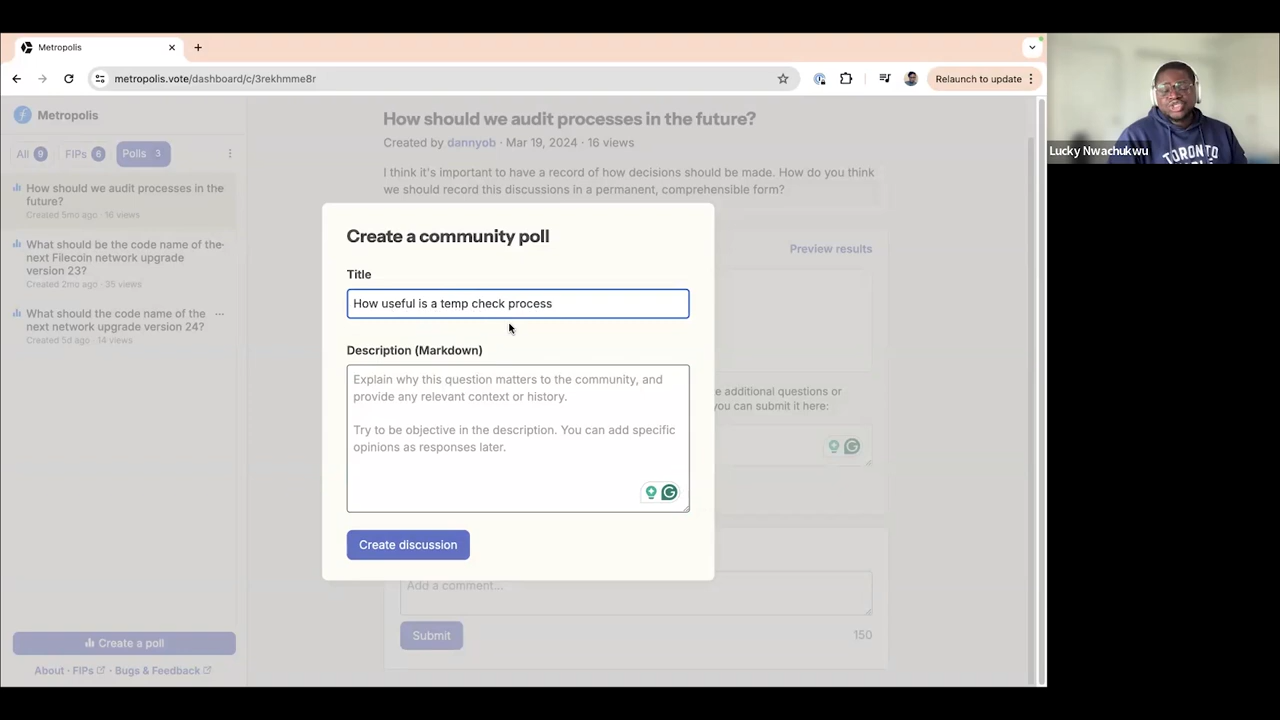 Metropolis
metropolis.vote/dashboard/c/3rekhmme8r
Relaunch to update
Metropolis
All 9
FIPs 6
Polls 3
How should we audit processes in the future?
Created 5mo ago · 16 views
What should be the code name of the next Filecoin network upgrade version 23?
Created 2mo ago · 35 views
What should the code name of the next network upgrade version 24?
Created 5d ago · 14 views
Create a poll
About · FIPs · Bugs & Feedback
How should we audit processes in the future?
Created by dannyob · Mar 19, 2024 · 16 views
I think it's important to have a record of how decisions should be made. How do you think
we should record this discussions in a permanent, comprehensible form?
Preview results
Create a community poll
Title
How useful is a temp check process
Description (Markdown)
Explain why this question matters to the community, and
provide any relevant context or history.
Try to be objective in the description. You can add specific
opinions as responses later.
Create discussion
e additional questions or
you can submit it here:
Add a comment...
Submit
150
Lucky Nwachukwu
TORONTO